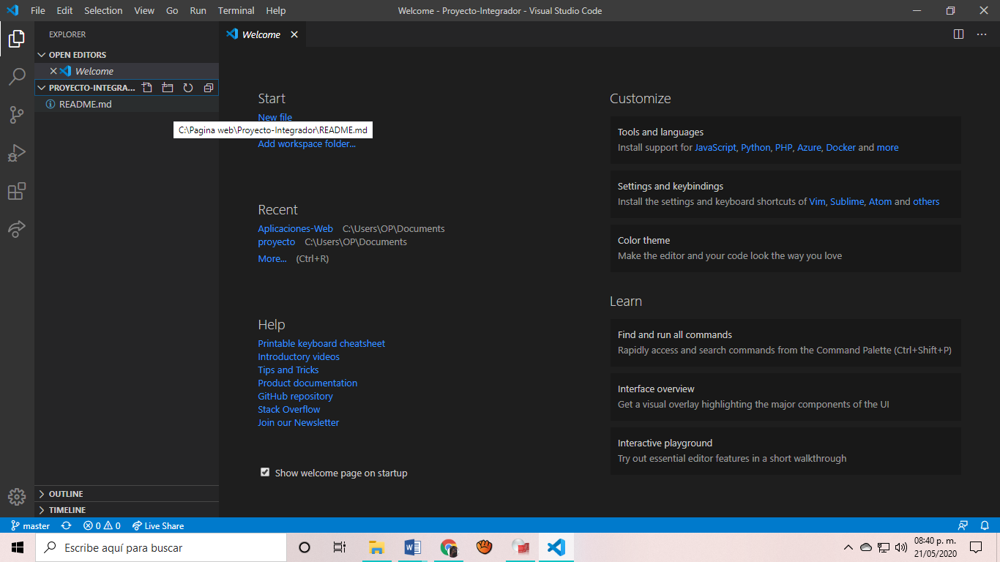 File Edit Selection View Go Run Terminal Help
Welcome - Proyecto-Integrador - Visual Studio Code
EXPLORER
OPEN EDITORS
Welcome
PROYECTO-INTEGRA...
README.md
C:\Pagina web\Proyecto-Integrador\README.md
OUTLINE
TIMELINE
Welcome
Start
New file
Add workspace folder...
Recent
Aplicaciones-Web C:\Users\OP\Documents
proyecto C:\Users\OP\Documents
More... (Ctrl+R)
Help
Printable keyboard cheatsheet
Introductory videos
Tips and Tricks
Product documentation
GitHub repository
Stack Overflow
Join our Newsletter
Show welcome page on startup
Customize
Tools and languages
Install support for JavaScript, Python, PHP, Azure, Docker and more
Settings and keybindings
Install the settings and keyboard shortcuts of Vim, Sublime, Atom and others
Color theme
Make the editor and your code look the way you love
Learn
Find and run all commands
Rapidly access and search commands from the Command Palette (Ctrl+Shift+P)
Interface overview
Get a visual overlay highlighting the major components of the UI
Interactive playground
Try out essential editor features in a short walkthrough
master 0 0 Live Share
Escribe aquí para buscar
08:40 p. m.
21/05/2020